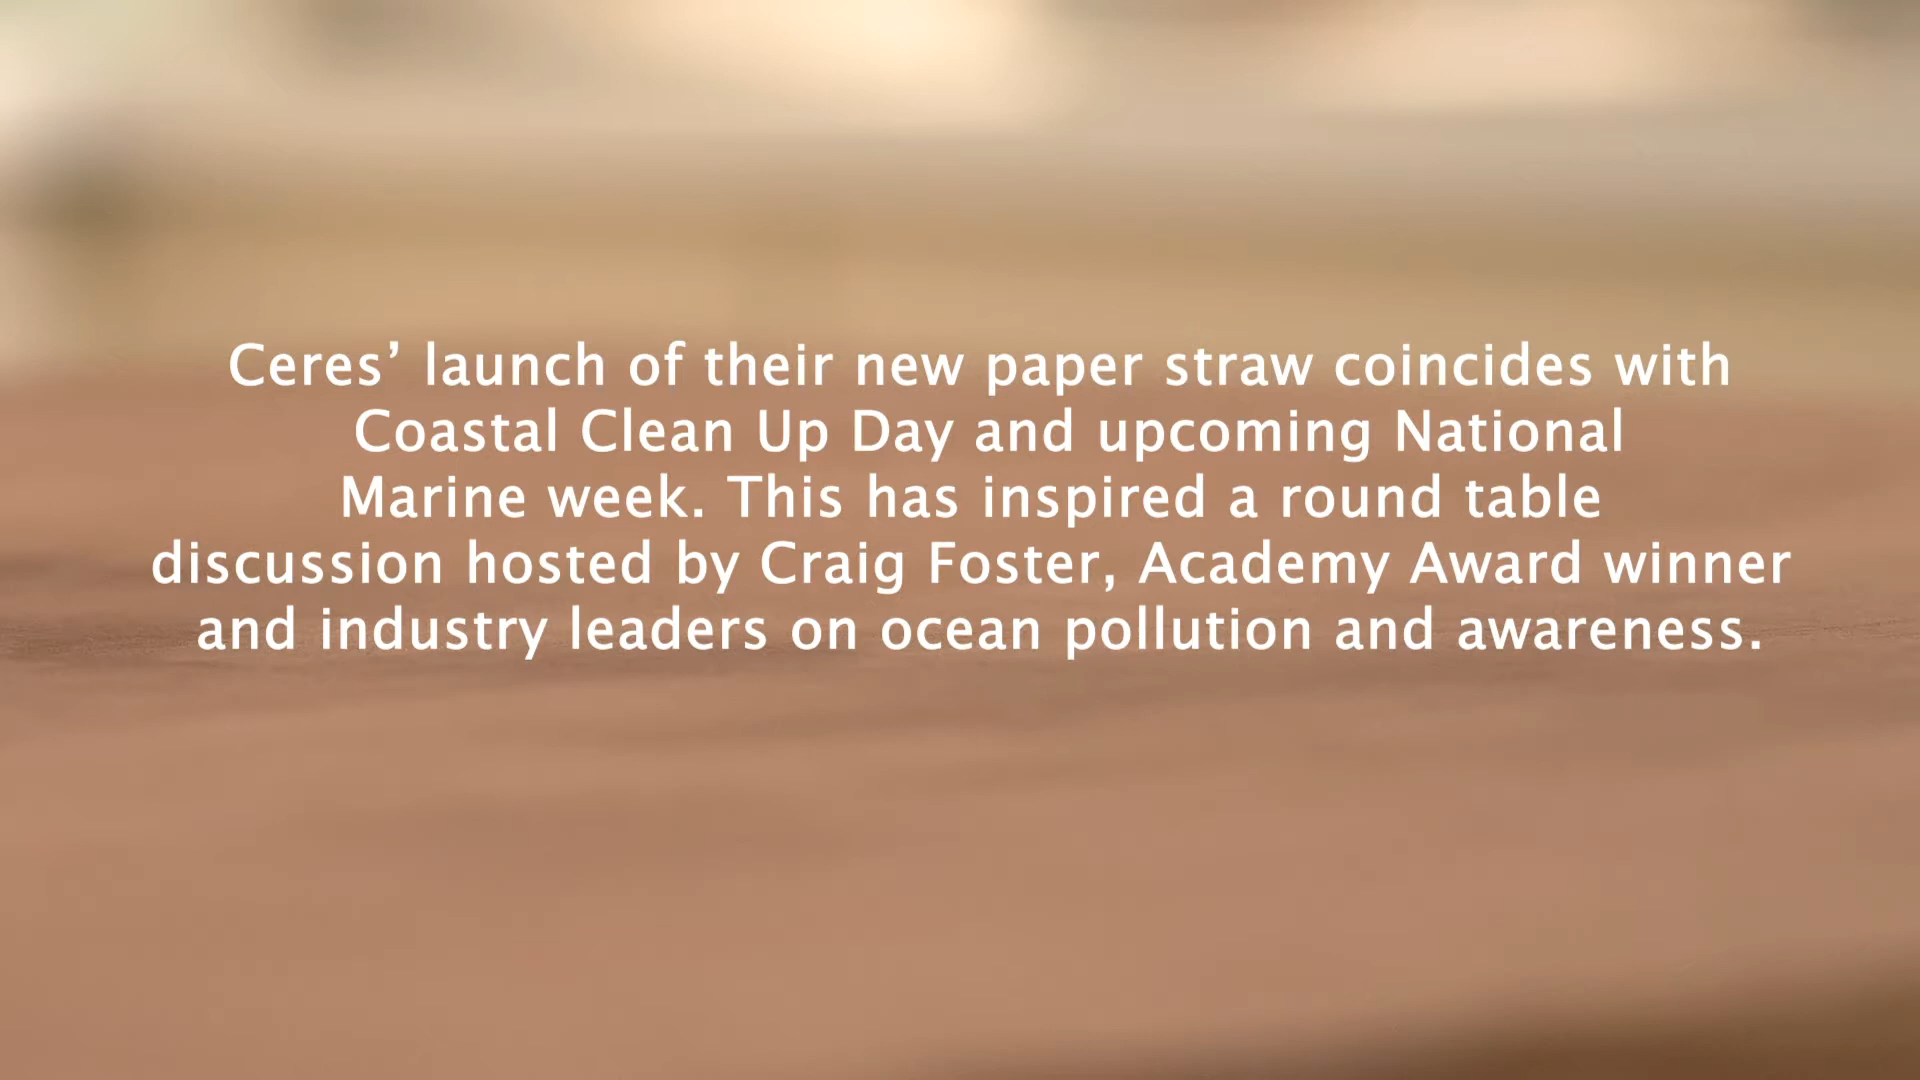 Ceres’ launch of their new paper straw coincides with
Coastal Clean Up Day and upcoming National
Marine week. This has inspired a round table
discussion hosted by Craig Foster, Academy Award winner
and industry leaders on ocean pollution and awareness.